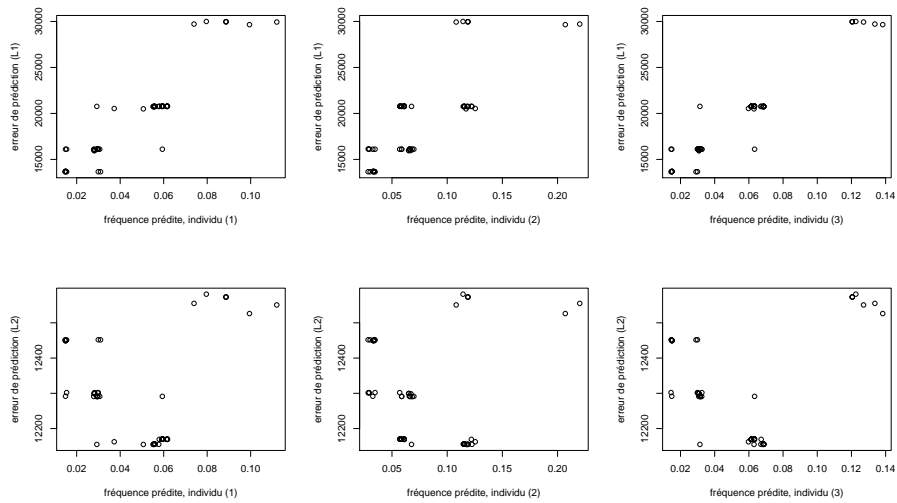 erreur de prédiction (L1)
15000 20000 25000 30000
0.02 0.04 0.06 0.08 0.10
fréquence prédite, individu (1)
erreur de prédiction (L1)
15000 20000 25000 30000
0.05 0.10 0.15 0.20
fréquence prédite, individu (2)
erreur de prédiction (L1)
15000 20000 25000 30000
0.02 0.04 0.06 0.08 0.10 0.12 0.14
fréquence prédite, individu (3)
erreur de prédiction (L2)
12200 12400
0.02 0.04 0.06 0.08 0.10
fréquence prédite, individu (1)
erreur de prédiction (L2)
12200 12400
0.05 0.10 0.15 0.20
fréquence prédite, individu (2)
erreur de prédiction (L2)
12200 12400
0.02 0.04 0.06 0.08 0.10 0.12 0.14
fréquence prédite, individu (3)